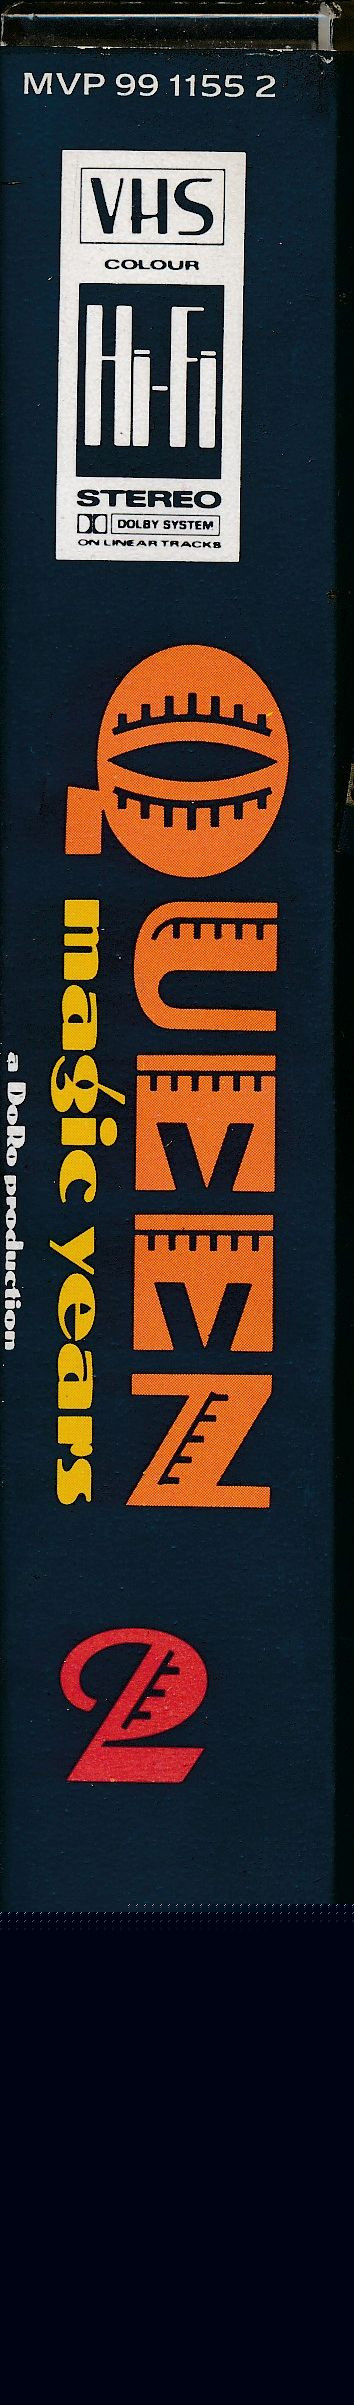 MVP 99 1155 2
VHS
COLOUR
Hi-Fi
STEREO
DOLBY SYSTEM
ON LINEAR TRACKS
QUEEN
magic years
a DoRo production
2